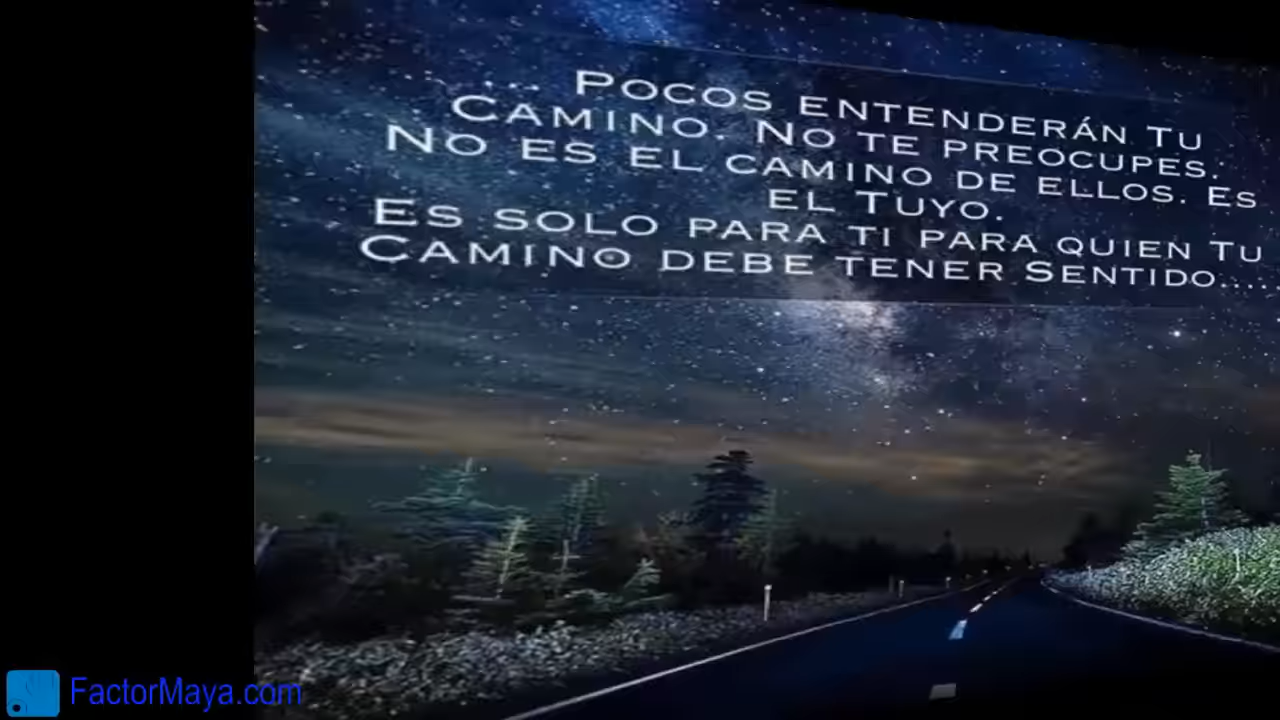 ... Pocos entenderán Tu
Camino. No te preocupes.
No es el camino de ellos. Es
el Tuyo.
Es solo para ti para quien Tu
Camino debe tener Sentido.....
FactorMaya.com